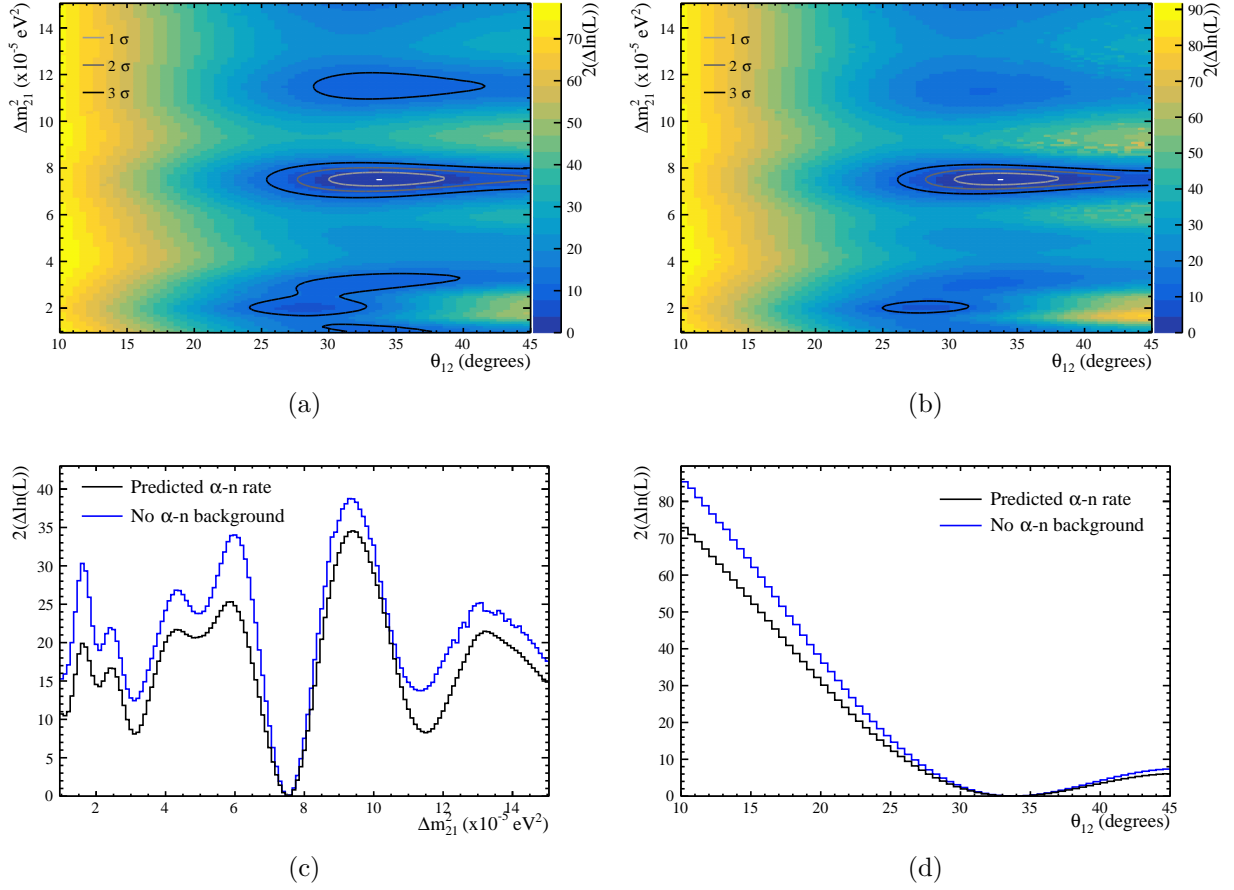 Δm²₂₁ (x10⁻⁵ eV²)
1 σ
2 σ
3 σ
14
12
10
8
6
4
2
10 15 20 25 30 35 40 45
θ₁₂ (degrees)
70
60
50
40
30
20
10
0
2(Δln(L))
(a)
Δm²₂₁ (x10⁻⁵ eV²)
1 σ
2 σ
3 σ
14
12
10
8
6
4
2
10 15 20 25 30 35 40 45
θ₁₂ (degrees)
90
80
70
60
50
40
30
20
10
0
2(Δln(L))
(b)
2(Δln(L))
Predicted α-n rate
No α-n background
40
35
30
25
20
15
10
5
0
2 4 6 8 10 12 14
Δm²₂₁ (x10⁻⁵ eV²)
(c)
2(Δln(L))
Predicted α-n rate
No α-n background
80
70
60
50
40
30
20
10
0
10 15 20 25 30 35 40 45
θ₁₂ (degrees)
(d)